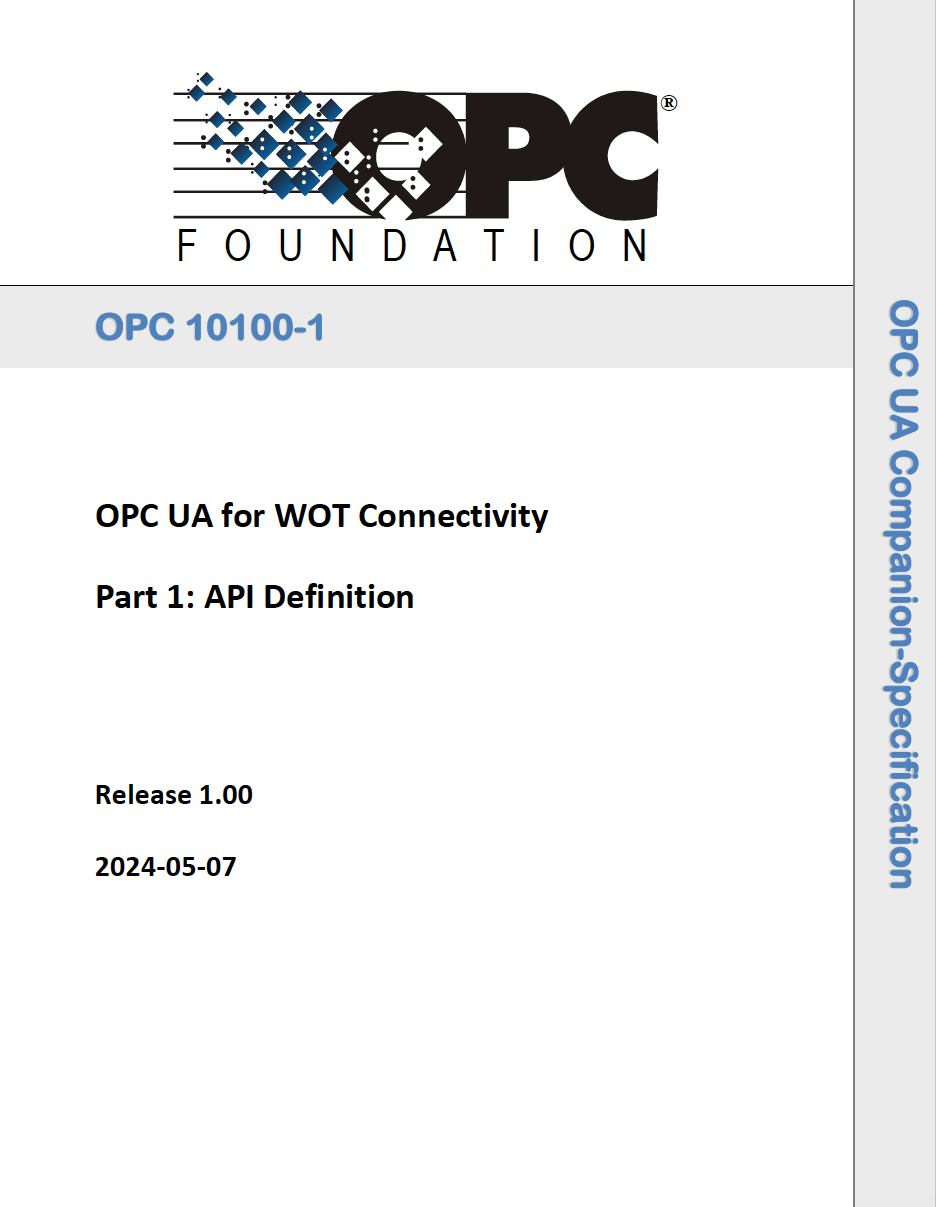 OPC®
FOUNDATION
OPC 10100-1
OPC UA for WOT Connectivity
Part 1: API Definition
Release 1.00
2024-05-07
OPC UA Companion-Specification